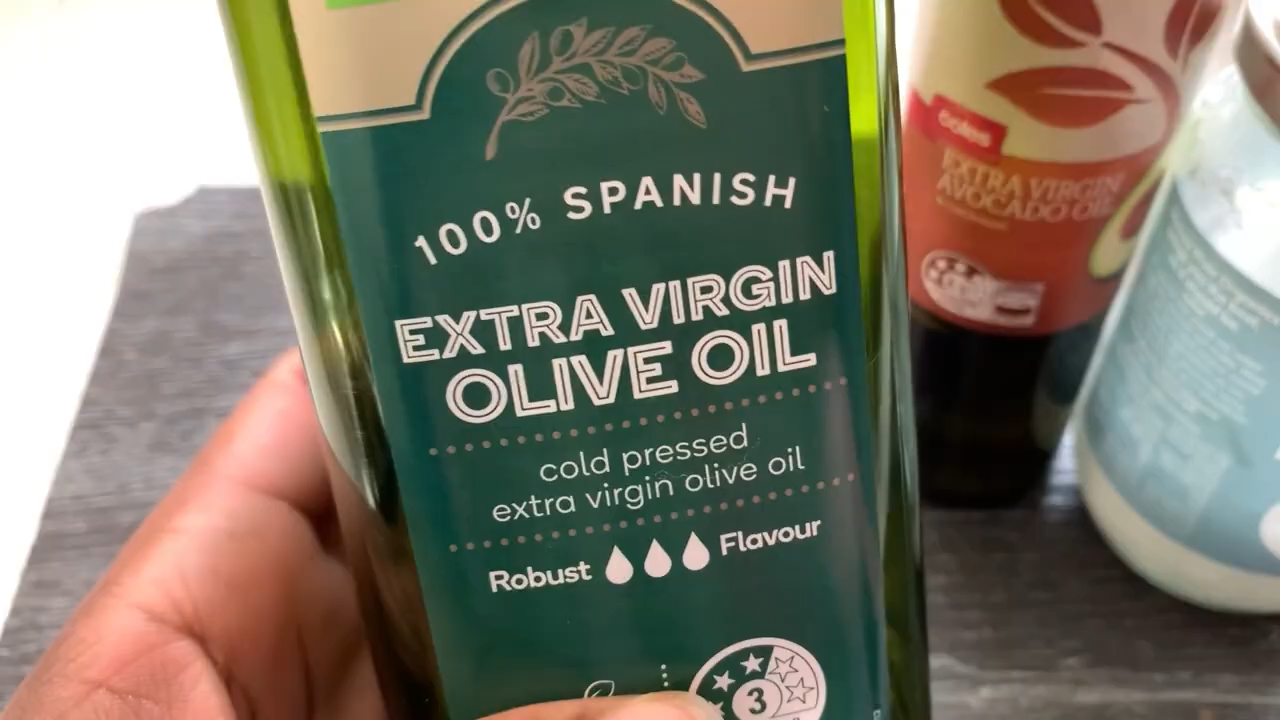 100% SPANISH
EXTRA VIRGIN
OLIVE OIL
cold pressed
extra virgin olive oil
Robust Flavour
3
coles
EXTRA VIRGIN
AVOCADO OIL